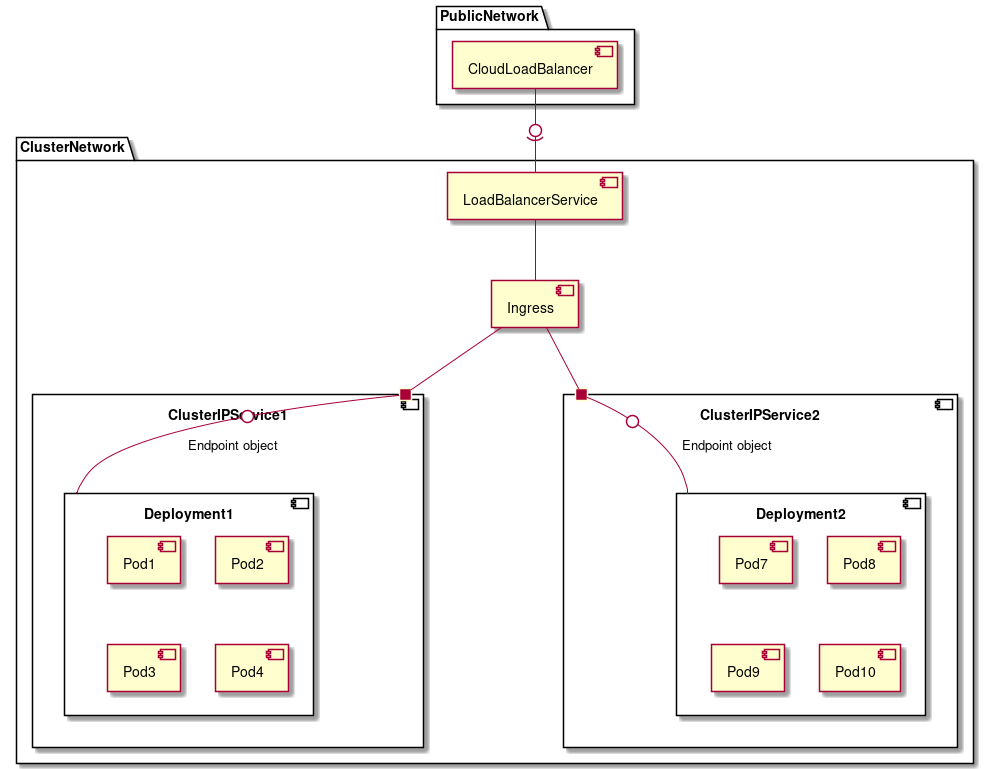 PublicNetwork
CloudLoadBalancer
ClusterNetwork
LoadBalancerService
Ingress
ClusterIPService1
ClusterIPService2
Endpoint object
Endpoint object
Deployment1
Deployment2
Pod1
Pod2
Pod7
Pod8
Pod3
Pod4
Pod9
Pod10